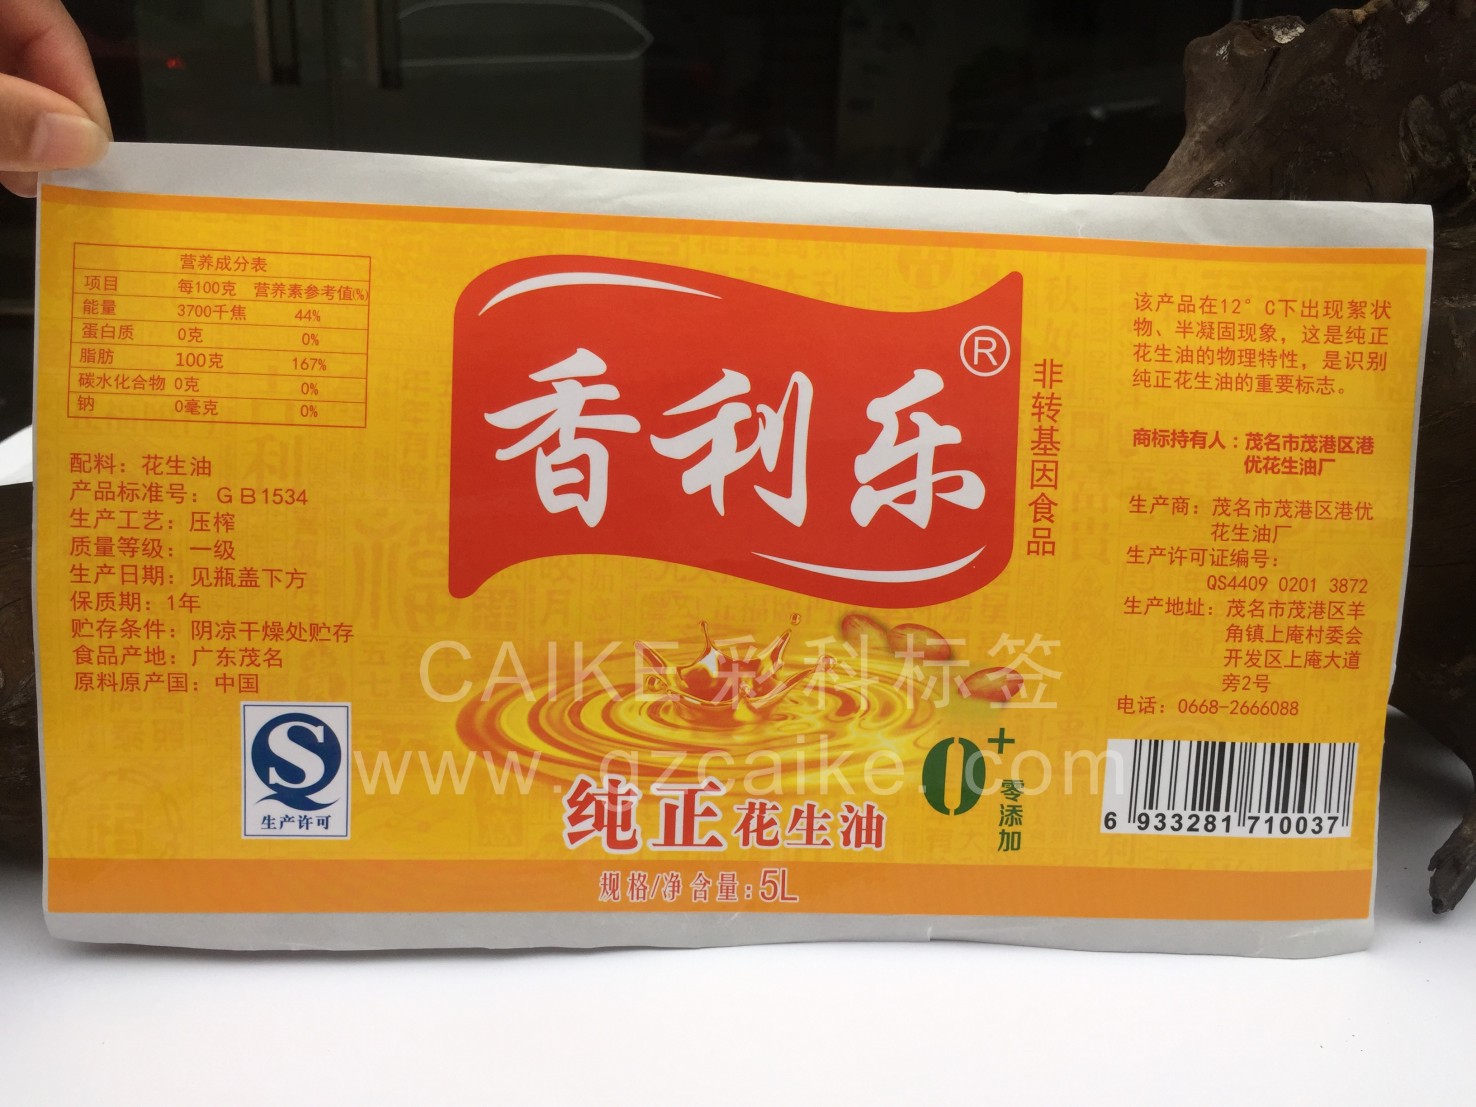 营养成分表
项目 每100克 营养素参考值(%)
能量 3700千焦 44%
蛋白质 0克 0%
脂肪 100克 167%
碳水化合物 0克 0%
钠 0毫克 0%
配料：花生油
产品标准号：GB1534
生产工艺：压榨
质量等级：一级
生产日期：见瓶盖下方
保质期：1年
贮存条件：阴凉干燥处贮存
食品产地：广东茂名
原料原产国：中国
生产许可
香利乐®
非转基因食品
CAIKE 彩科标签
www.gzcaike.com
纯正花生油
0+
零添加
规格/净含量：5L
该产品在12°C下出现絮状
物、半凝固现象，这是纯正
花生油的物理特性，是识别
纯正花生油的重要标志。
商标持有人：茂名市茂港区港
优花生油厂
生产商：茂名市茂港区港优
花生油厂
生产许可证编号：
QS4409 0201 3872
生产地址：茂名市茂港区羊
角镇上庵村委会
开发区上庵大道
旁2号
电话：0668-2666088
6 933281 710037